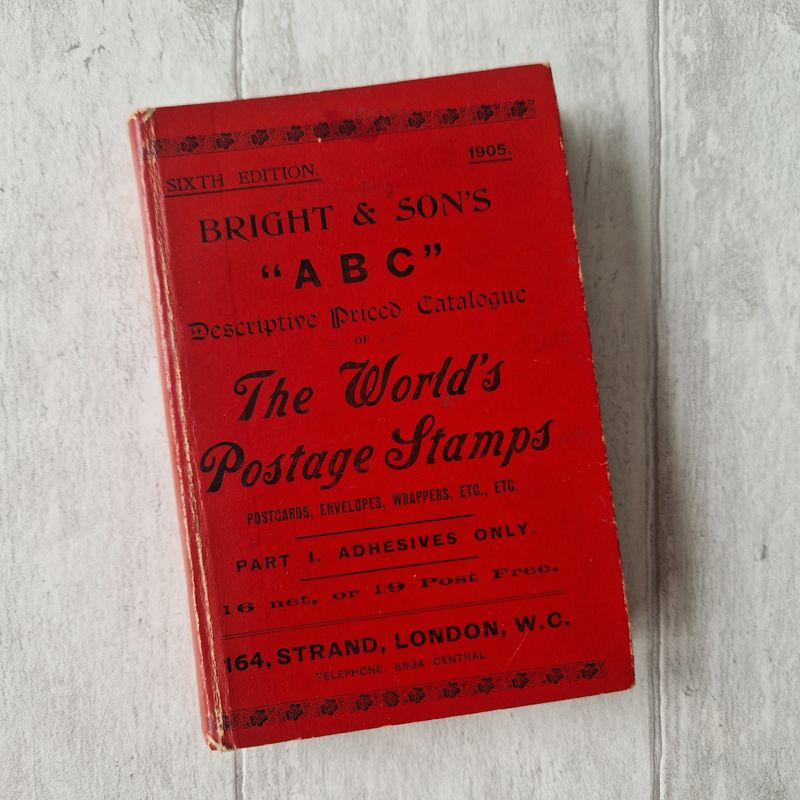 SIXTH EDITION.
1905.
BRIGHT & SON'S
"ABC"
Descriptive Priced Catalogue
.. OF ..
The World's
Postage Stamps
POSTCARDS, ENVELOPES, WRAPPERS, ETC., ETC.
PART I. ADHESIVES ONLY.
16 net, or 19 Post Free.
164, STRAND, LONDON, W.C.
TELEPHONE, 6534 CENTRAL